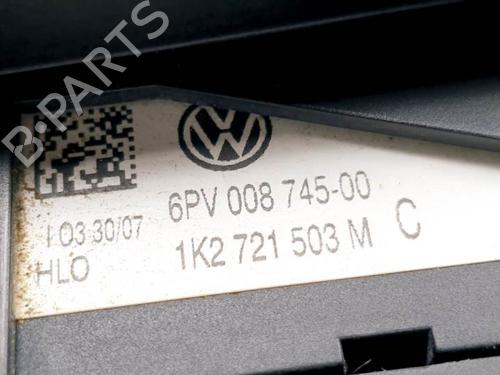 B-PARTS
6PV 008 745-00
I 03 30/07
1K2 721 503 M C
HLO